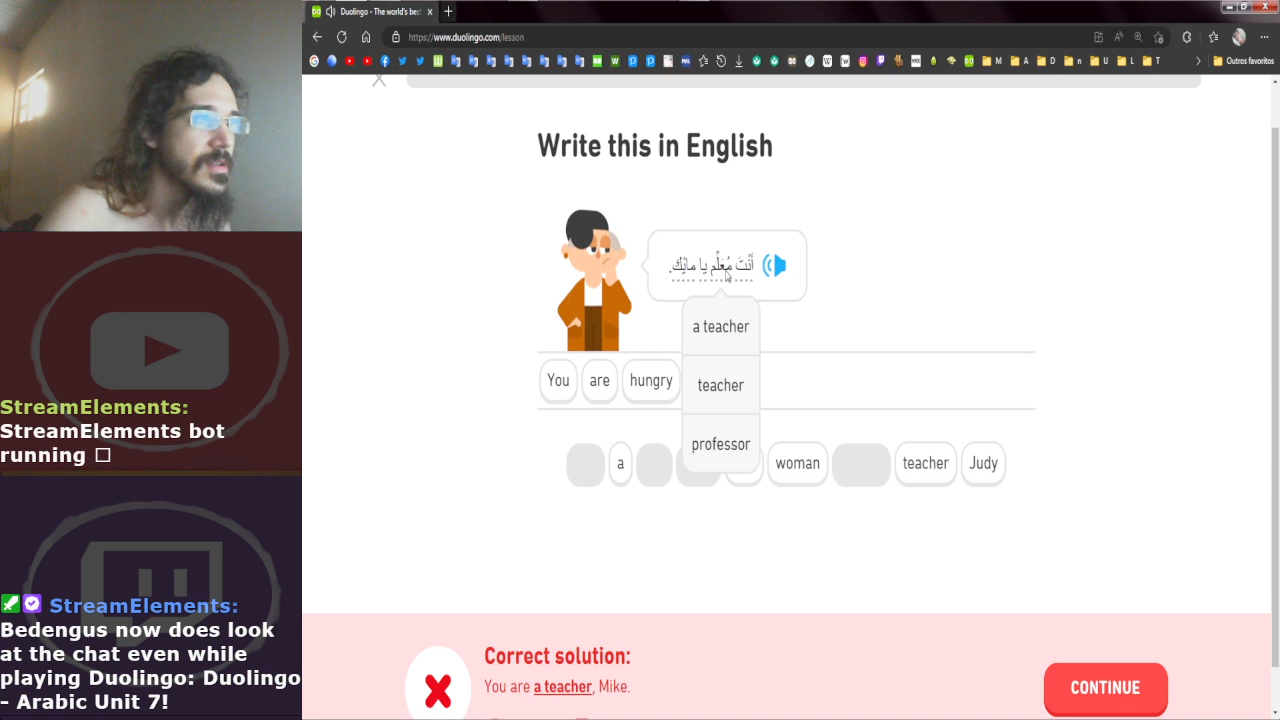 Duolingo - The world's bes
https://www.duolingo.com/lesson
M
A
D
n
U
L
T
Outros favoritos
Write this in English
أَنْتَ مُعَلِّم يا مايْك.
a teacher
teacher
professor
You are hungry
a woman teacher Judy
StreamElements:
StreamElements bot
running
StreamElements:
Bedengus now does look
at the chat even while
playing Duolingo: Duolingo
- Arabic Unit 7!
Correct solution:
You are a teacher, Mike.
CONTINUE